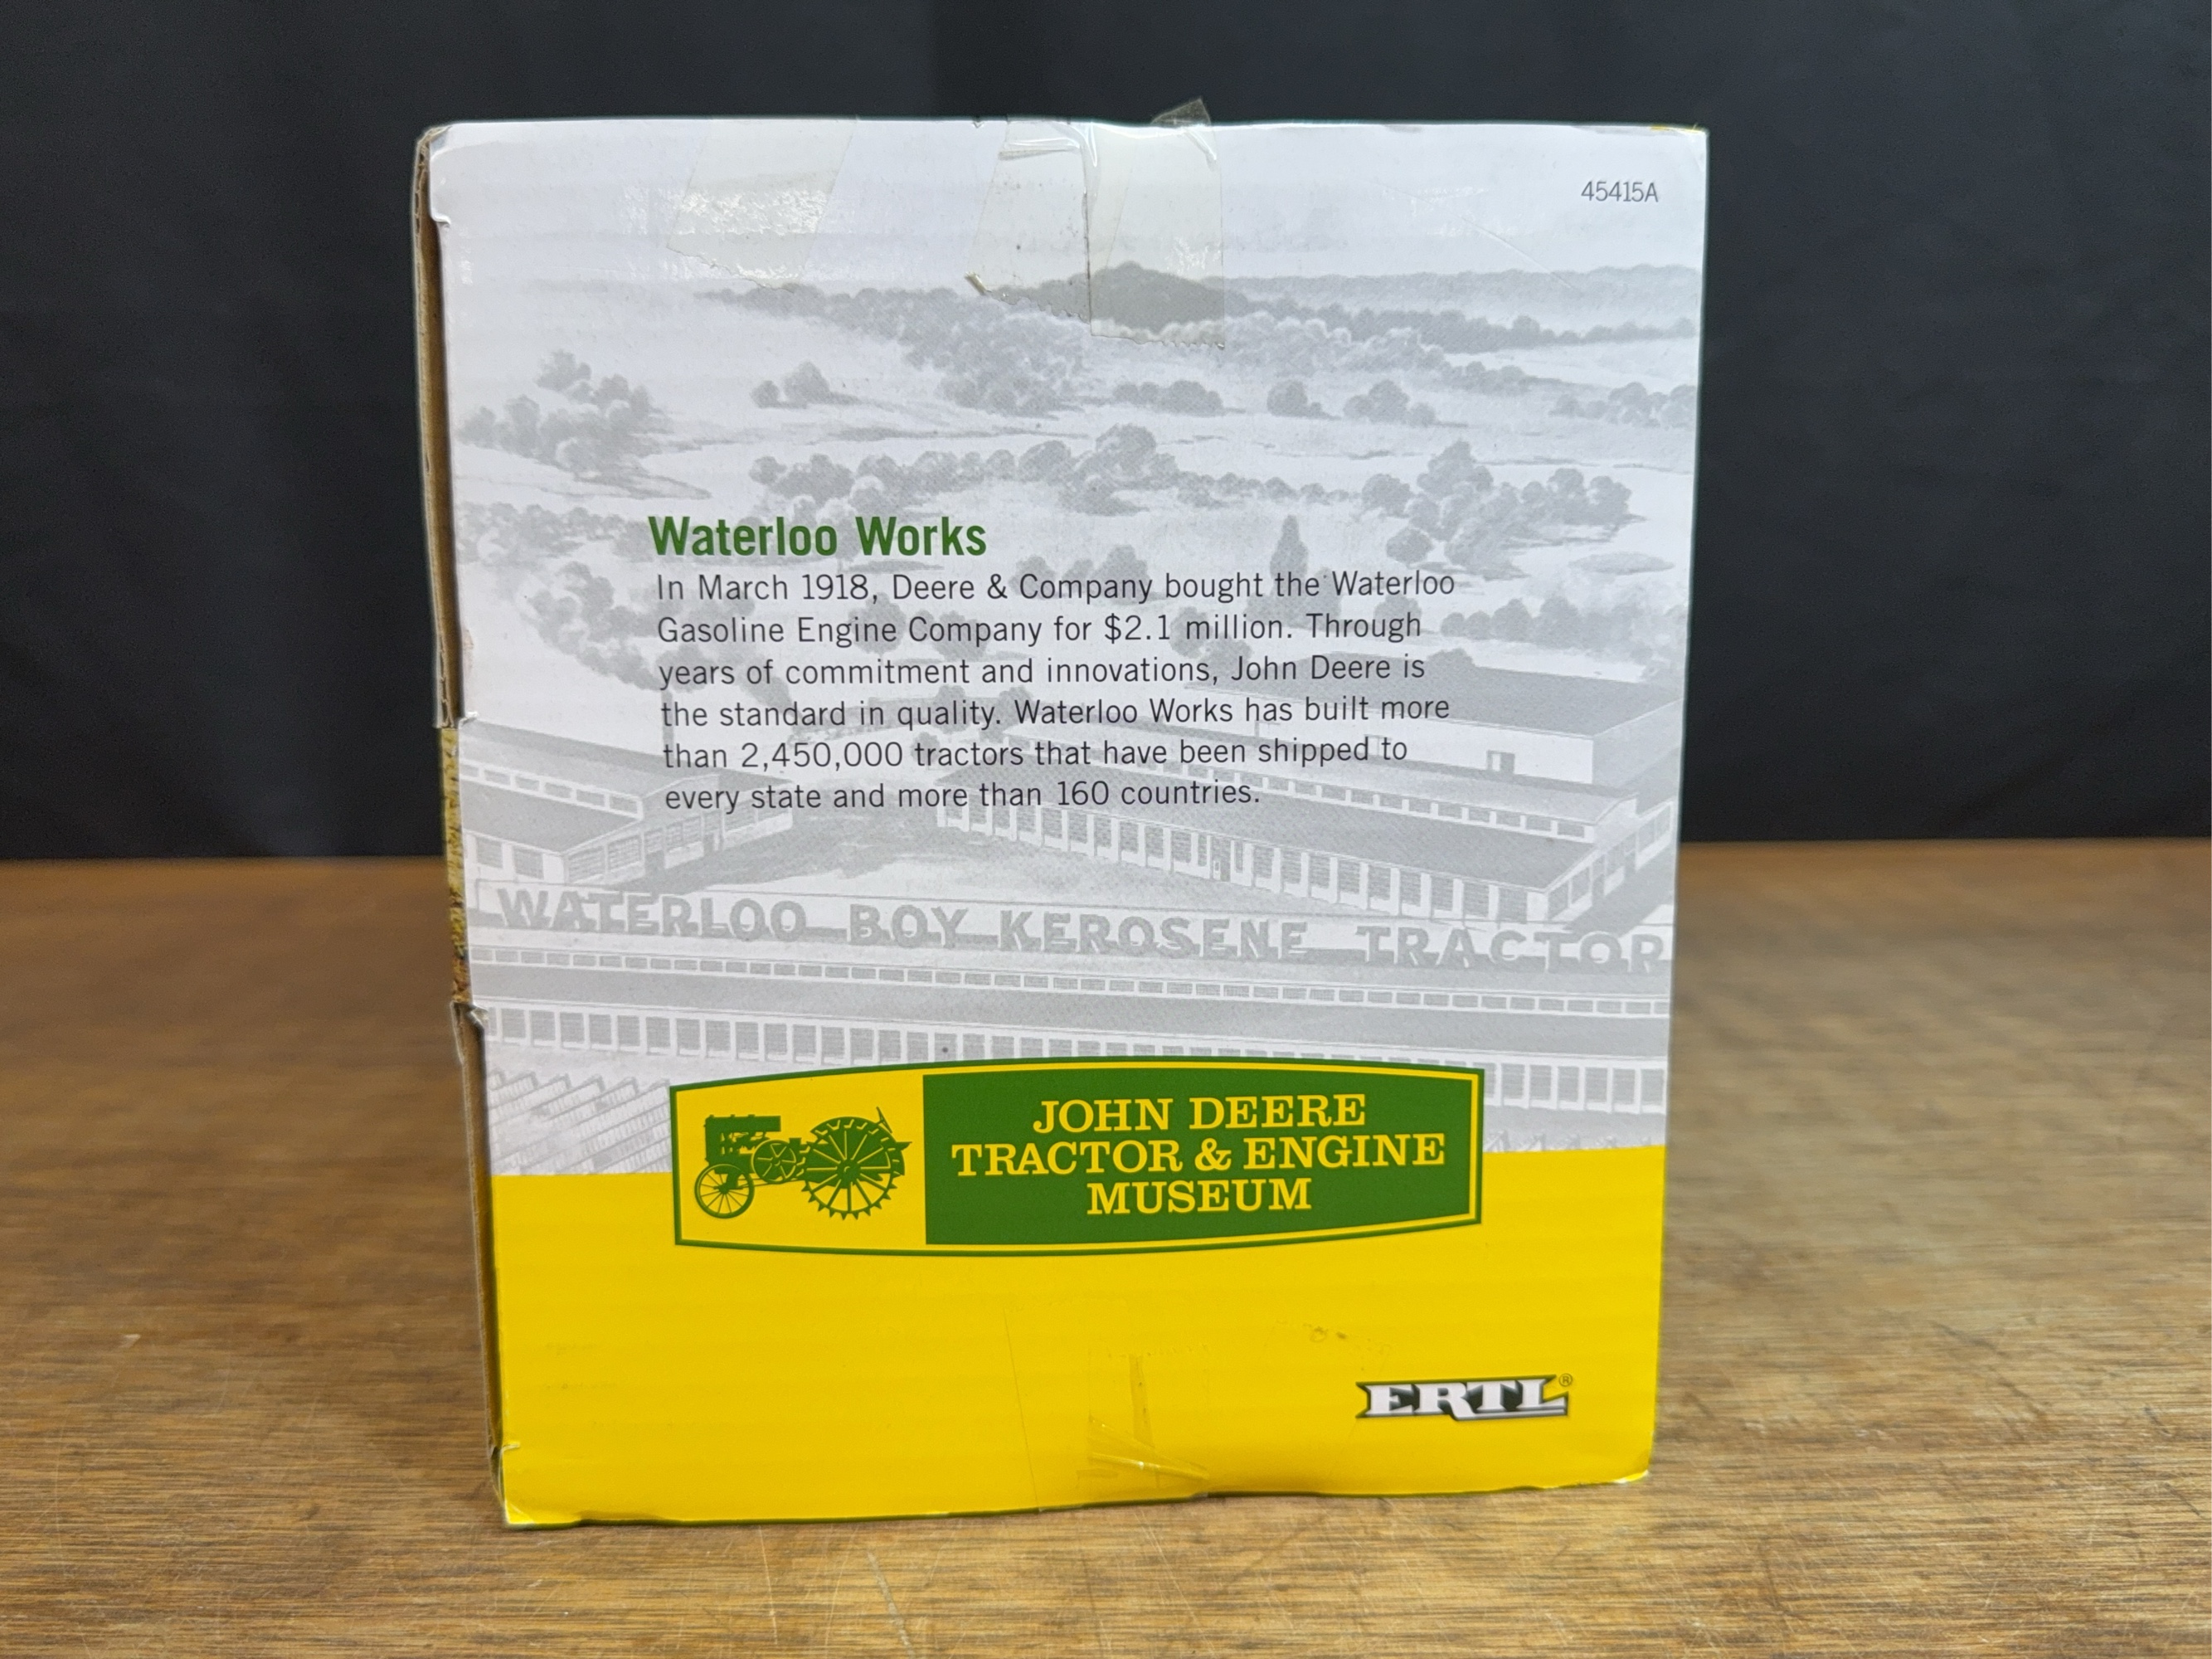 45415A
Waterloo Works
In March 1918, Deere & Company bought the Waterloo
Gasoline Engine Company for $2.1 million. Through
years of commitment and innovations, John Deere is
the standard in quality. Waterloo Works has built more
than 2,450,000 tractors that have been shipped to
every state and more than 160 countries.
WATERLOO BOY KEROSENE TRACTOR
JOHN DEERE
TRACTOR & ENGINE
MUSEUM
ERTL®